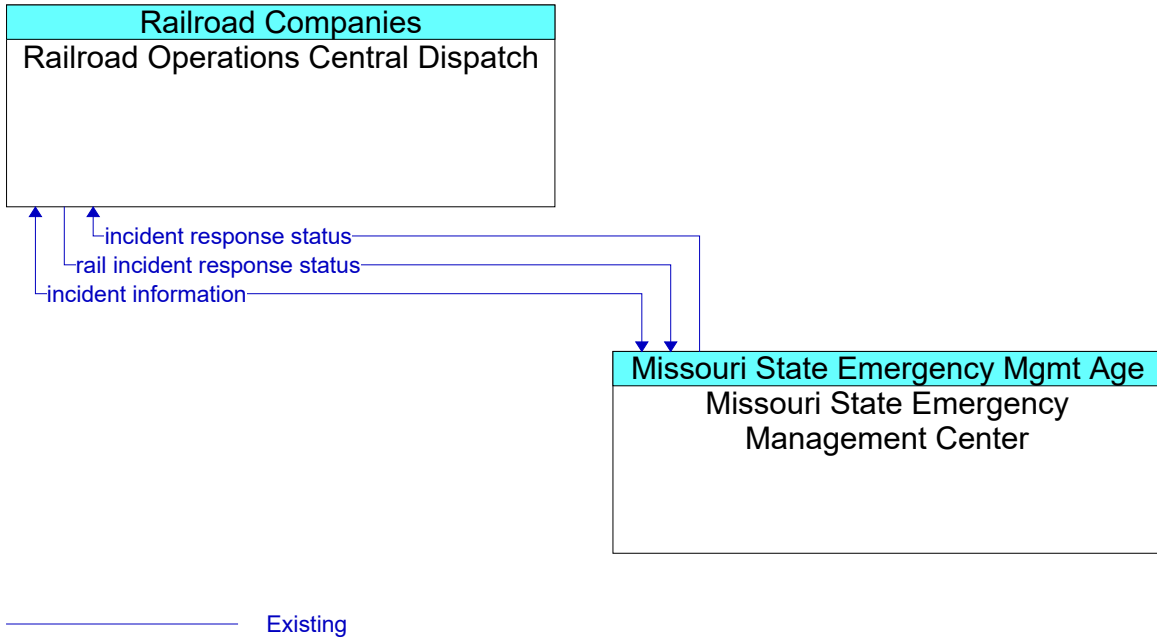 Railroad Companies
Railroad Operations Central Dispatch
incident response status
rail incident response status
incident information
Missouri State Emergency Mgmt Age
Missouri State Emergency
Management Center
Existing